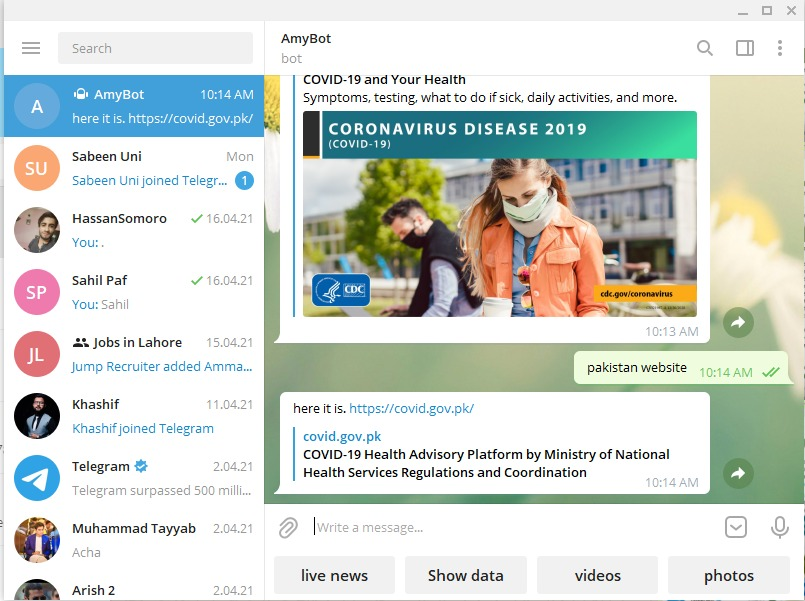 Search
A
AmyBot
10:14 AM
here it is. https://covid.gov.pk/
SU
Sabeen Uni
Mon
Sabeen Uni joined Telegr...
1
HassanSomoro
16.04.21
You: .
SP
Sahil Paf
16.04.21
You: Sahil
JL
Jobs in Lahore
15.04.21
Jump Recruiter added Amma...
Khashif
11.04.21
Khashif joined Telegram
Telegram
2.04.21
Telegram surpassed 500 milli...
Muhammad Tayyab
2.04.21
Acha
Arish 2
2.04.21
AmyBot
bot
COVID-19 and Your Health
Symptoms, testing, what to do if sick, daily activities, and more.
CORONAVIRUS DISEASE 2019
(COVID-19)
CDC
cdc.gov/coronavirus
10:13 AM
pakistan website
10:14 AM
here it is. https://covid.gov.pk/
covid.gov.pk
COVID-19 Health Advisory Platform by Ministry of National
Health Services Regulations and Coordination
10:14 AM
Write a message...
live news
Show data
videos
photos